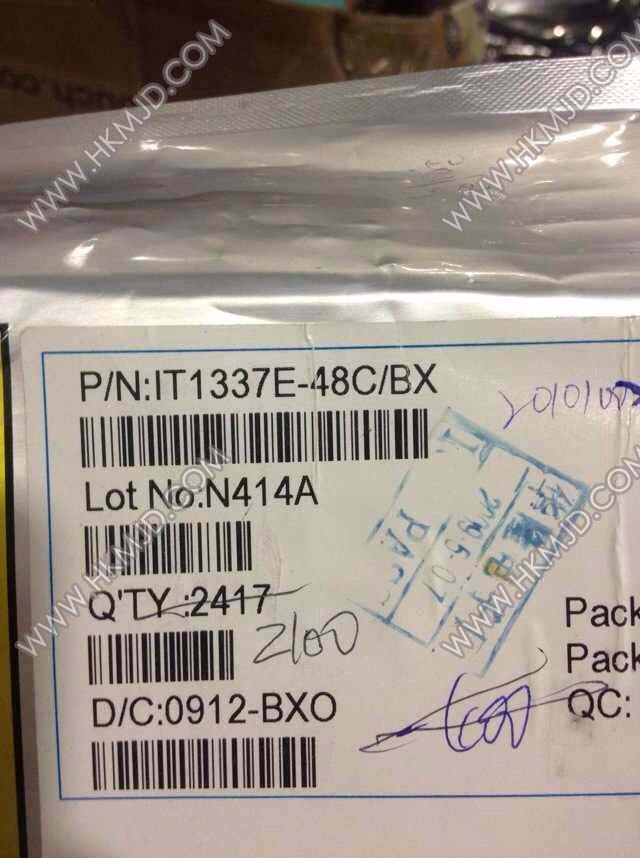 WWW.HKMJD.COM
WWW.HKMJD.COM
P/N:IT1337E-48C/BX
Lot No:N414A
Q'TY :2417
2100
D/C:0912-BXO
Pack
Pack
QC:
WWW.HKMJD.COM
WWW.HKMJD.COM